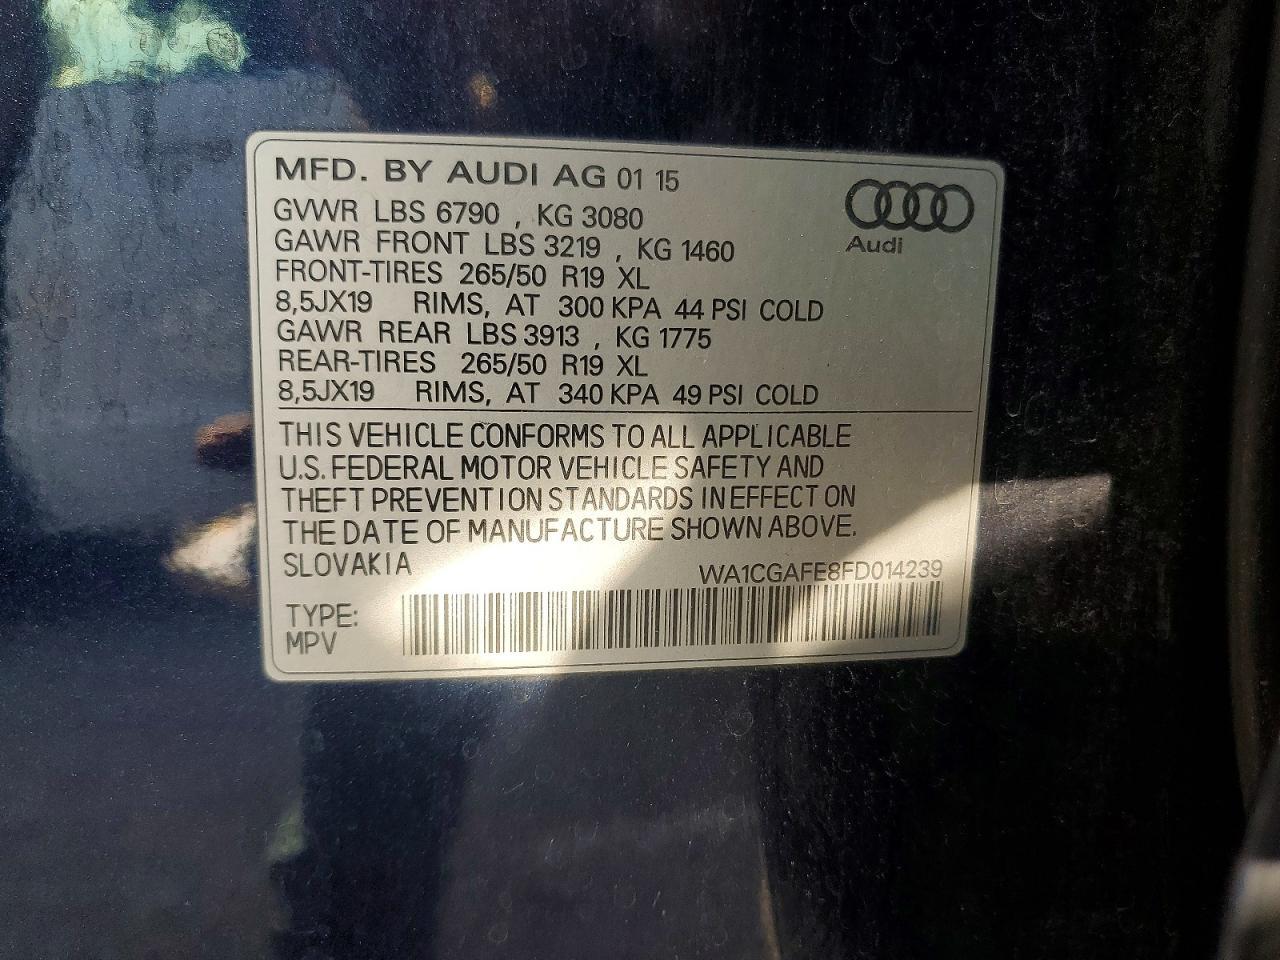 MFD. BY AUDI AG 01 15
GVWR LBS 6790 , KG 3080
GAWR FRONT LBS 3219 , KG 1460
FRONT-TIRES 265/50 R19 XL
8,5JX19 RIMS, AT 300 KPA 44 PSI COLD
GAWR REAR LBS 3913 , KG 1775
REAR-TIRES 265/50 R19 XL
8,5JX19 RIMS, AT 340 KPA 49 PSI COLD
Audi
THIS VEHICLE CONFORMS TO ALL APPLICABLE
U.S. FEDERAL MOTOR VEHICLE SAFETY AND
THEFT PREVENTION STANDARDS IN EFFECT ON
THE DATE OF MANUFACTURE SHOWN ABOVE.
SLOVAKIA
WA1CGAFE8FD014239
TYPE:
MPV